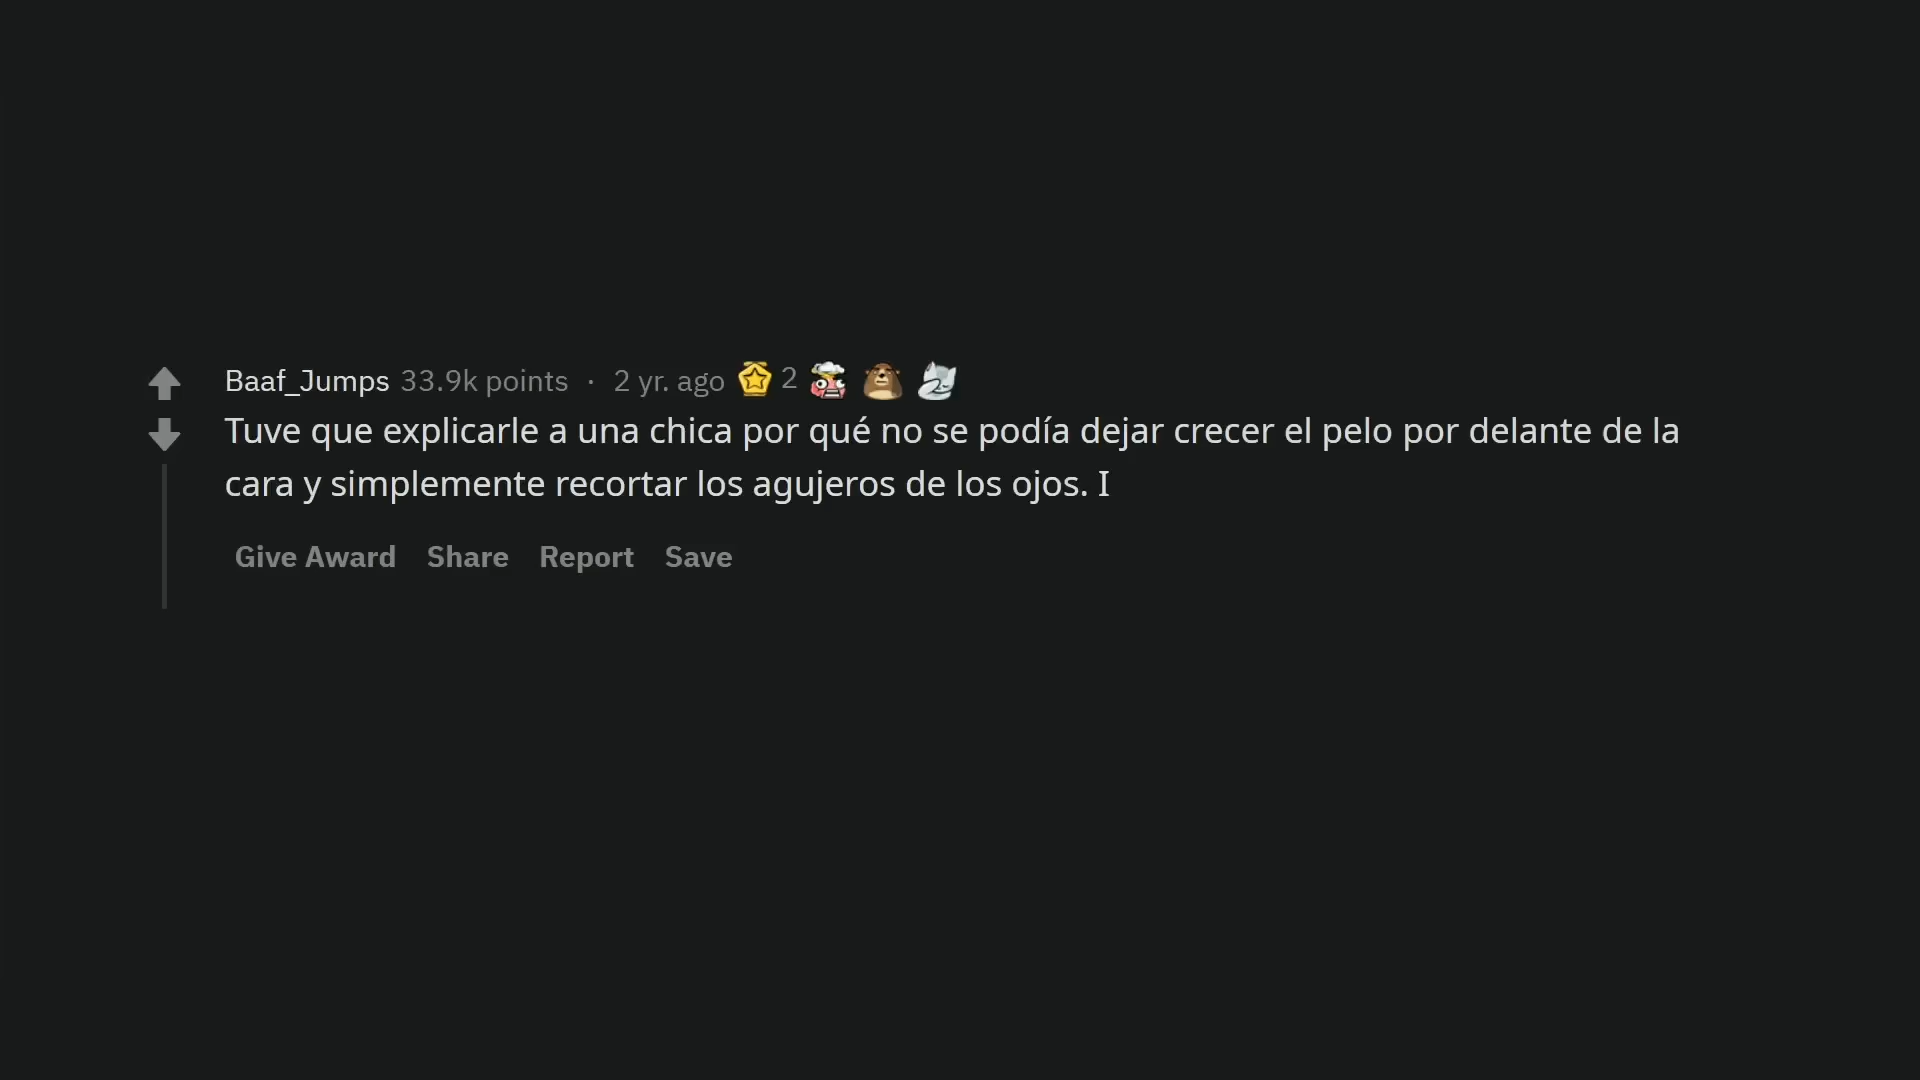 Baaf_Jumps 33.9k points · 2 yr. ago 2
Tuve que explicarle a una chica por qué no se podía dejar crecer el pelo por delante de la
cara y simplemente recortar los agujeros de los ojos. I
Give Award Share Report Save